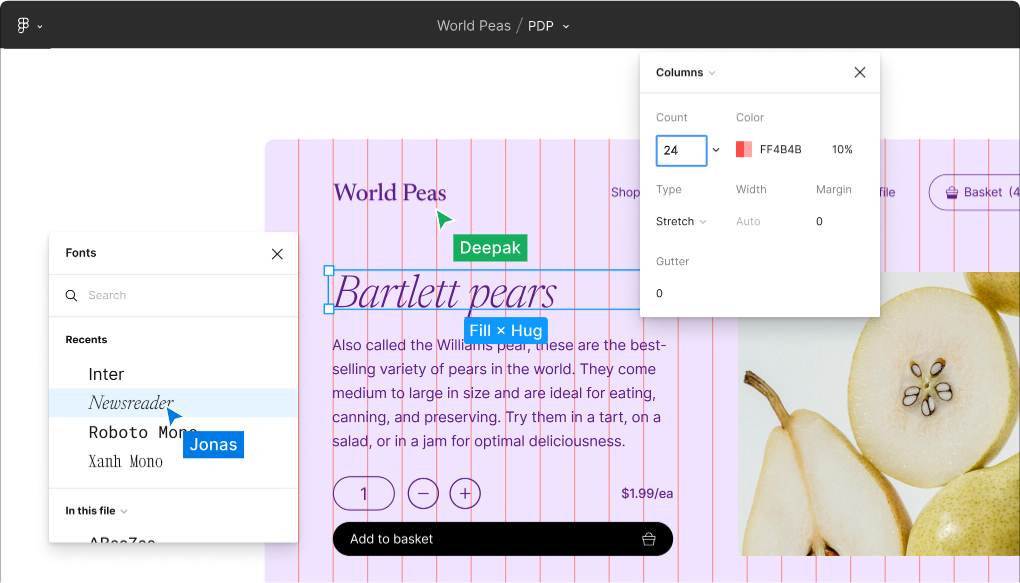 World Peas / PDP
Columns
Count
Color
24
FF4B4B
10%
Type
Width
Margin
Stretch
Auto
0
Gutter
0
World Peas
Shop
Basket (4
Deepak
Bartlett pears
Fill × Hug
Also called the Williams pear, these are the best-
selling variety of pears in the world. They come
medium to large in size and are ideal for eating,
canning, and preserving. Try them in a tart, on a
salad, or in a jam for optimal deliciousness.
1
$1.99/ea
Add to basket
Fonts
Search
Recents
Inter
Newsreader
Roboto Mono
Xanh Mono
Jonas
In this file
ABeeZee